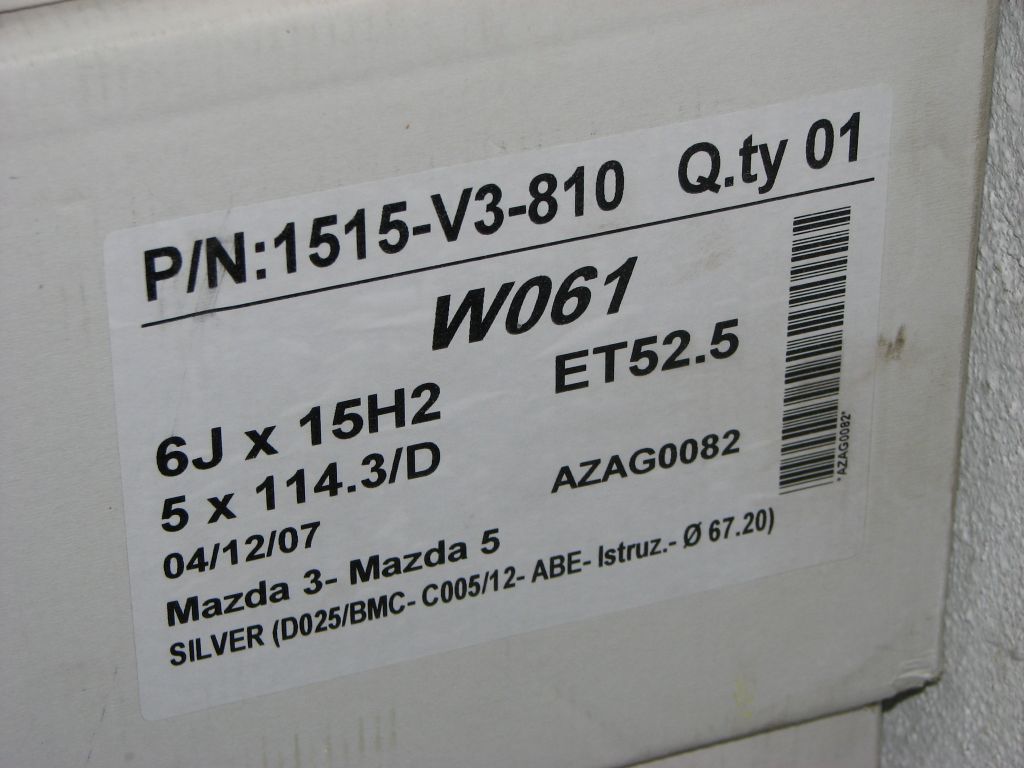 P/N:1515-V3-810 Q.ty 01
W061
6J x 15H2 ET52.5
5 x 114.3/D
04/12/07 AZAG0082
Mazda 3- Mazda 5
SILVER (D025/BMC- C005/12- ABE- Istruz.- Ø 67.20)
*AZAG0082*